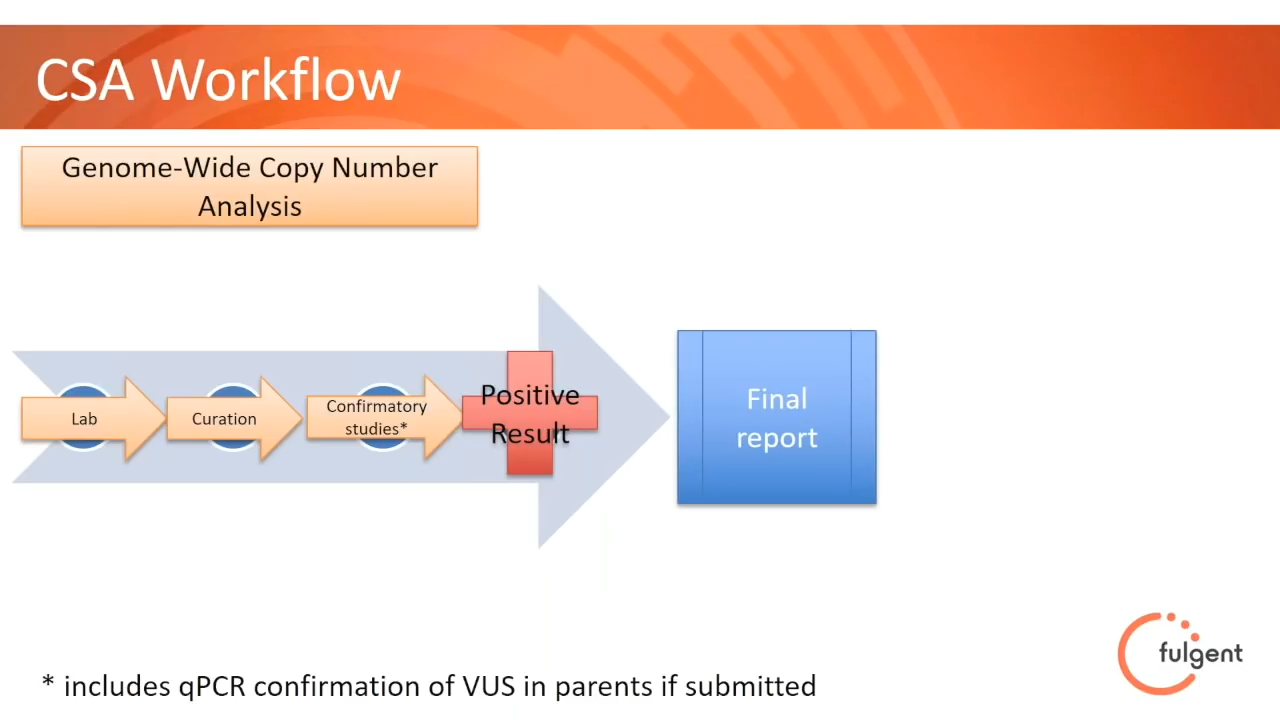 CSA Workflow
Genome-Wide Copy Number
Analysis
Lab
Curation
Confirmatory
studies*
Positive
Result
Final
report
fulgent
* includes qPCR confirmation of VUS in parents if submitted